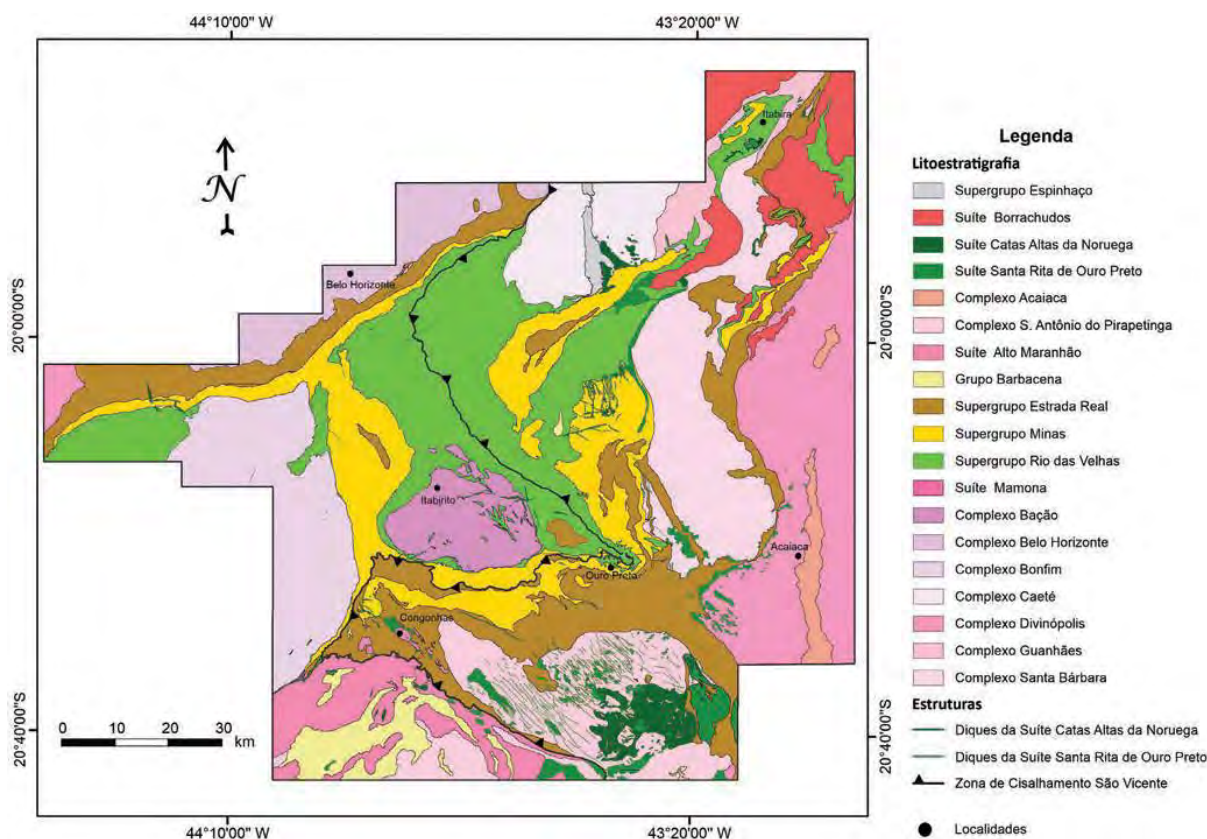 44°10'00" W
43°20'00" W
N
Itabira
Belo Horizonte
20°00'00"S
20°00'00"S
Itabirito
Acaiaca
Ouro Preto
Congonhas
0 10 20 30
km
20°40'00"S
20°40'00"S
44°10'00" W
43°20'00" W
Legenda
Litoestratigrafia
Supergrupo Espinhaço
Suíte Borrachudos
Suíte Catas Altas da Noruega
Suíte Santa Rita de Ouro Preto
Complexo Acaiaca
Complexo S. Antônio do Pirapetinga
Suíte Alto Maranhão
Grupo Barbacena
Supergrupo Estrada Real
Supergrupo Minas
Supergrupo Rio das Velhas
Suíte Mamona
Complexo Bação
Complexo Belo Horizonte
Complexo Bonfim
Complexo Caeté
Complexo Divinópolis
Complexo Guanhães
Complexo Santa Bárbara
Estruturas
Diques da Suíte Catas Altas da Noruega
Diques da Suíte Santa Rita de Ouro Preto
Zona de Cisalhamento São Vicente
Localidades